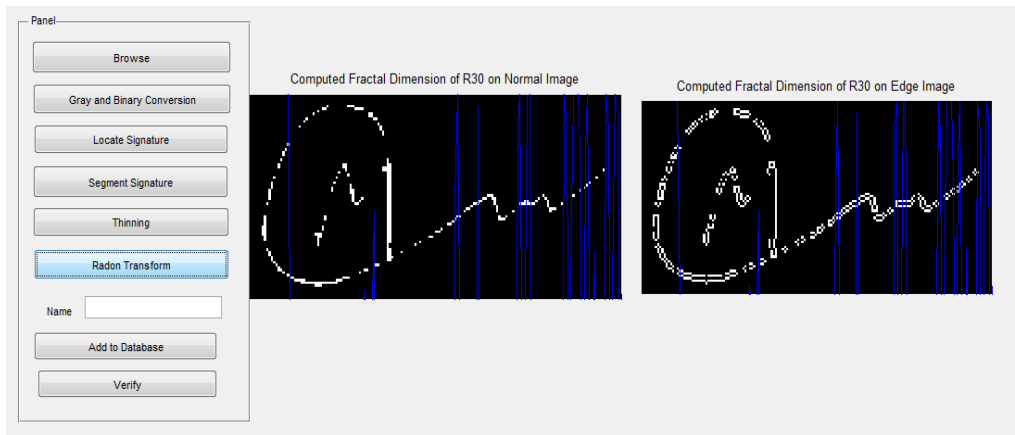 Panel
Browse
Gray and Binary Conversion
Locate Signature
Segment Signature
Thinning
Radon Transform
Name
Add to Database
Verify
Computed Fractal Dimension of R30 on Normal Image
Computed Fractal Dimension of R30 on Edge Image